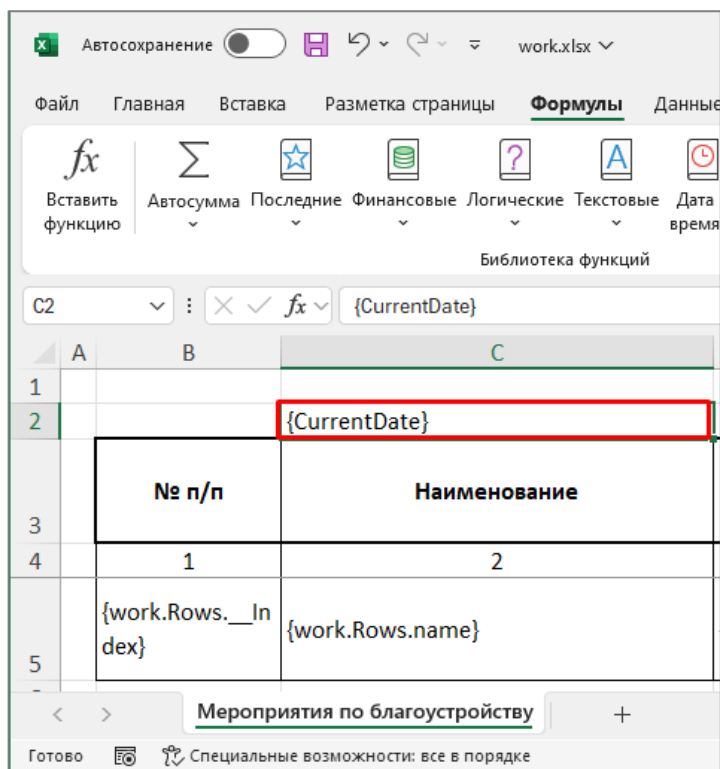 Автосохранение work.xlsx
Файл Главная Вставка Разметка страницы Формулы Данные
fx Σ A
Вставить функцию Автосумма Последние Финансовые Логические Текстовые Дата время
Библиотека функций
C2 fx {CurrentDate}
A B C
1
2 {CurrentDate}
3 № п/п Наименование
4 1 2
5 {work.Rows.__In
dex} {work.Rows.name}
Мероприятия по благоустройству +
Готово Специальные возможности: все в порядке